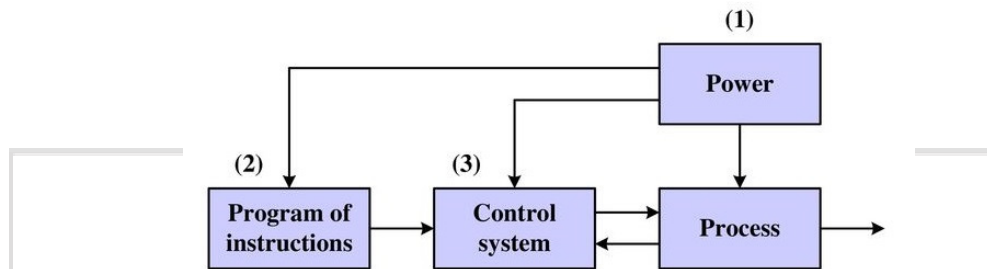 (1)
Power
(2)
(3)
Program of
instructions
Control
system
Process